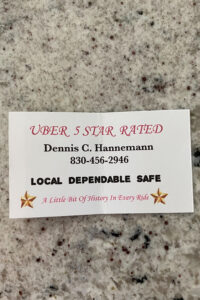 UBER 5 STAR RATED
Dennis C. Hannemann
830-456-2946
LOCAL DEPENDABLE SAFE
A Little Bit Of History In Every Ride